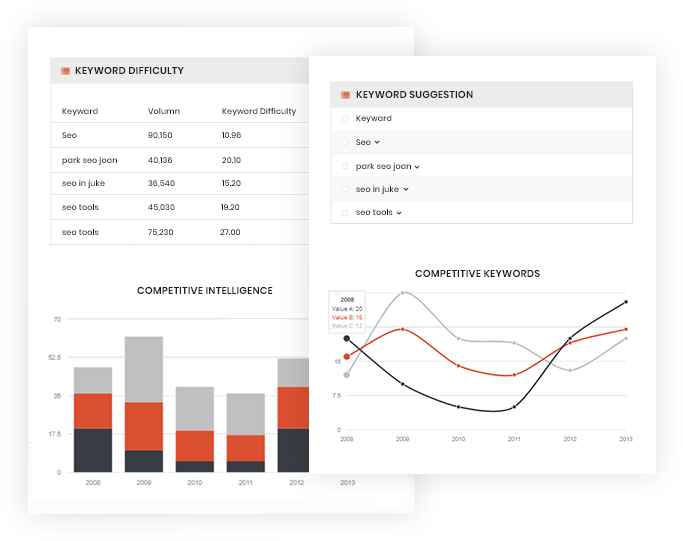 KEYWORD DIFFICULTY
Keyward Volumn Keyword Difficulty
Seo 90,150 10.96
park seo joan 40,136 20.10
seo in juke 36,540 15.20
seo tools 45,030 19.20
seo tools 75,230 27.00
COMPETITIVE INTELLIGENCE
70
52.5
35
17.5
0
2008 2009 2010 2011 2012 2013
KEYWORD SUGGESTION
Keyward
Seo
park seo joan
seo in juke
seo tools
COMPETITIVE KEYWORDS
2008
Value A: 20
Value B: 16
Value C: 12
15
7.5
0
2008 2009 2010 2011 2012 2013